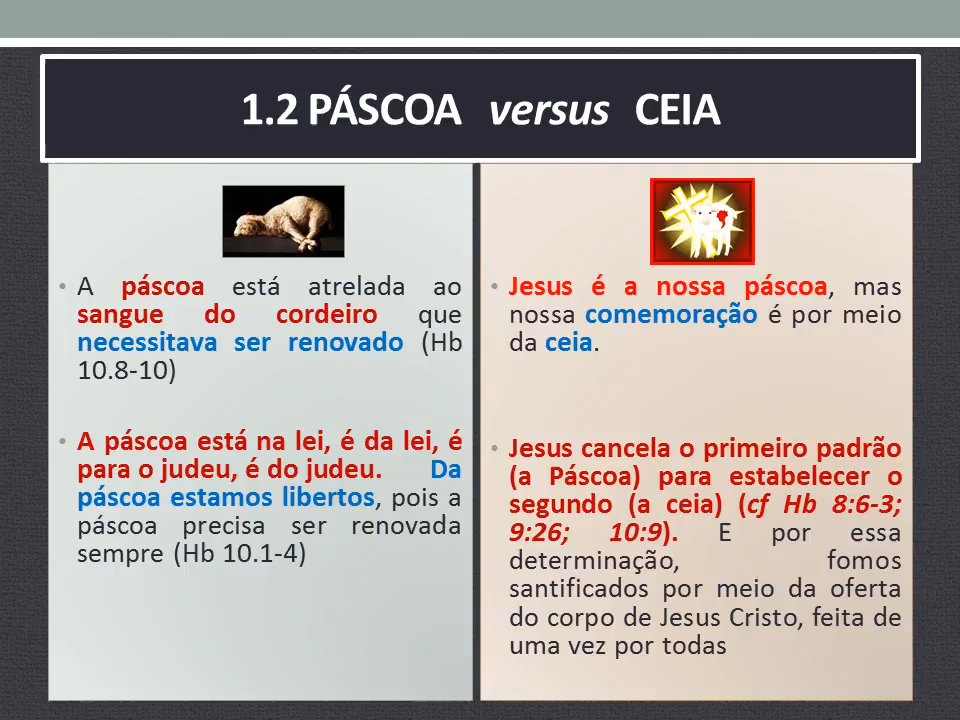 1.2 PÁSCOA versus CEIA
• A páscoa está atrelada ao
sangue do cordeiro que
necessitava ser renovado (Hb
10.8-10)
• A páscoa está na lei, é da lei, é
para o judeu, é do judeu. Da
páscoa estamos libertos, pois a
páscoa precisa ser renovada
sempre (Hb 10.1-4)
• Jesus é a nossa páscoa, mas
nossa comemoração é por meio
da ceia.
• Jesus cancela o primeiro padrão
(a Páscoa) para estabelecer o
segundo (a ceia) (cf Hb 8:6-3;
9:26; 10:9). E por essa
determinação, fomos
santificados por meio da oferta
do corpo de Jesus Cristo, feita de
uma vez por todas